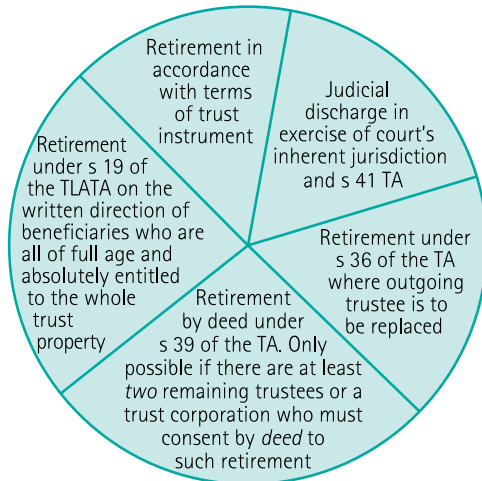 Retirement in
accordance
with terms
of trust
instrument
Judicial
discharge in
exercise of court's
inherent jurisdiction
and s 41 TA
Retirement under
s 36 of the TA
where outgoing
trustee is to
be replaced
Retirement
by deed under
s 39 of the TA. Only
possible if there are at least
two remaining trustees or a
trust corporation who must
consent by deed to
such retirement
Retirement
under s 19 of
the TLATA on the
written direction of
beneficiaries who are
all of full age and
absolutely entitled
to the whole
trust
property